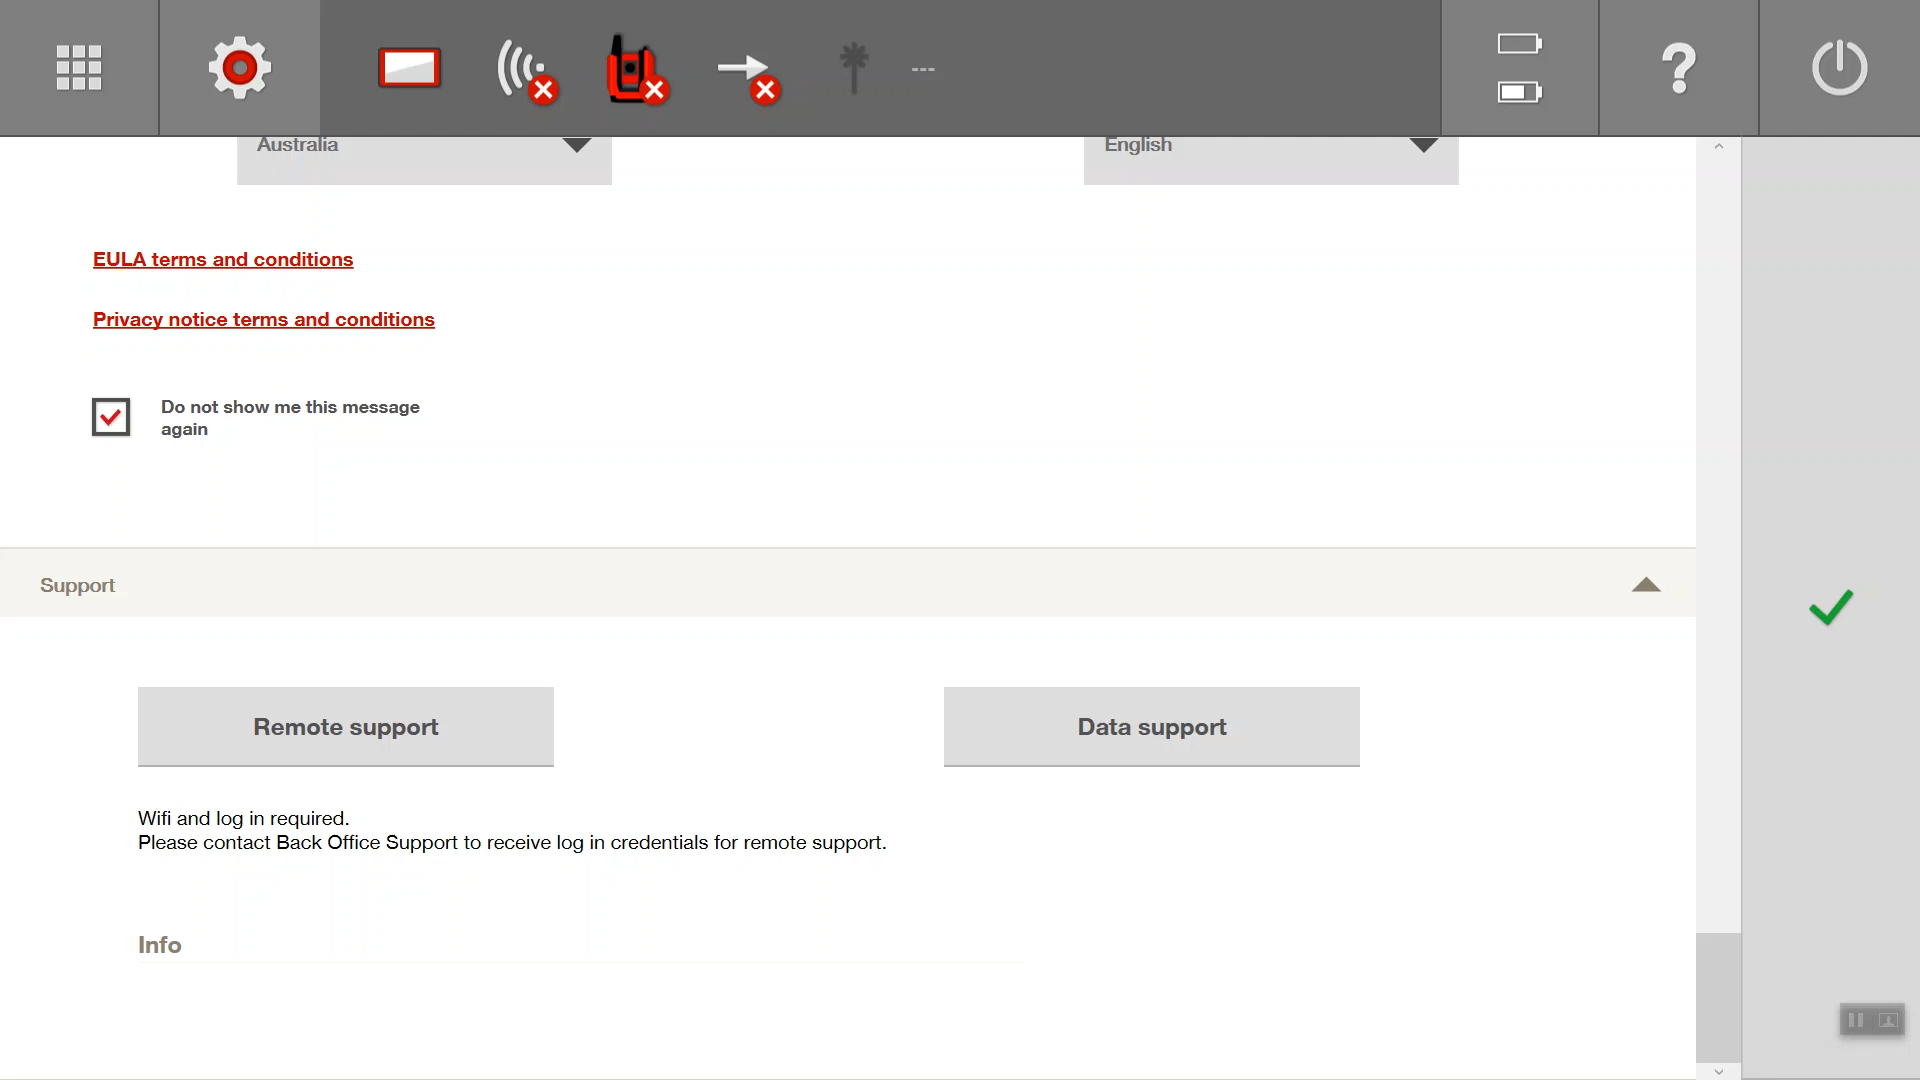 ---
Australia
English
EULA terms and conditions
Privacy notice terms and conditions
Do not show me this message
again
Support
Remote support
Data support
Wifi and log in required.
Please contact Back Office Support to receive log in credentials for remote support.
Info